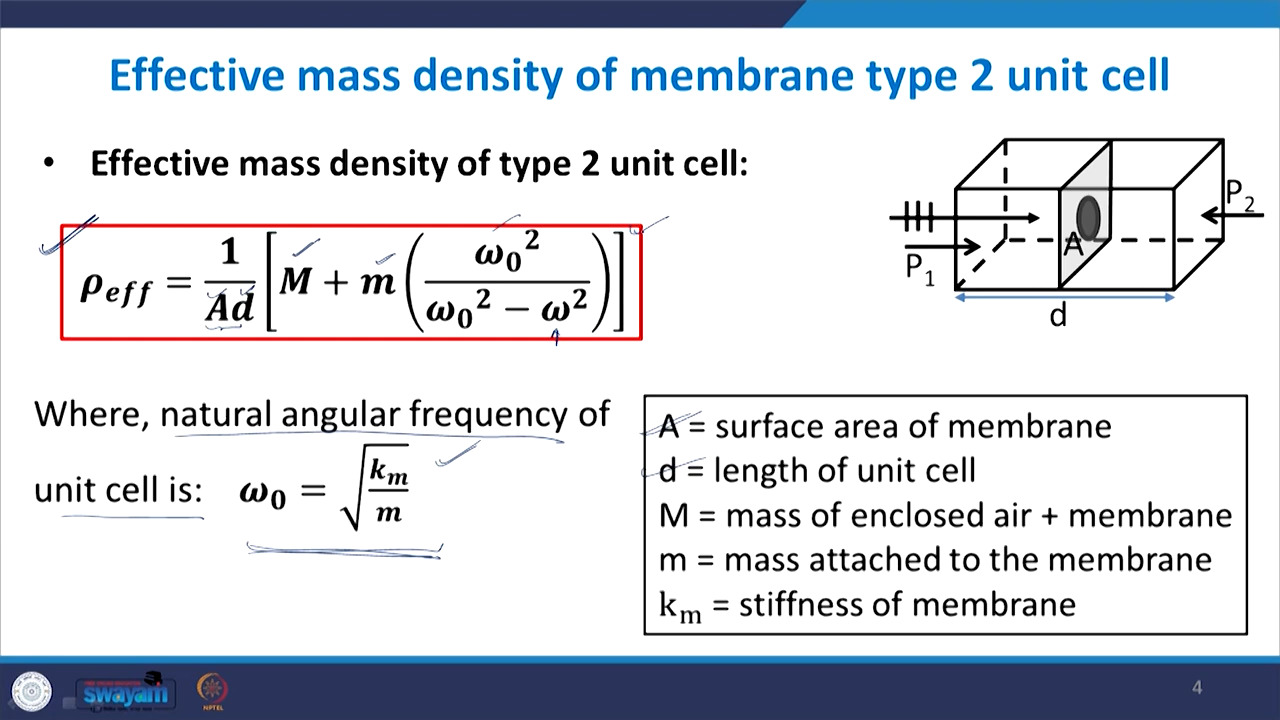 Effective mass density of membrane type 2 unit cell
• Effective mass density of type 2 unit cell:
ρ_eff = 1/(Ad) [M + m (ω₀² / (ω₀² − ω²))]
P₁
A
P₂
d
Where, natural angular frequency of
unit cell is: ω₀ = √(k_m/m)
A = surface area of membrane
d = length of unit cell
M = mass of enclosed air + membrane
m = mass attached to the membrane
k_m = stiffness of membrane
swayam
NPTEL
4